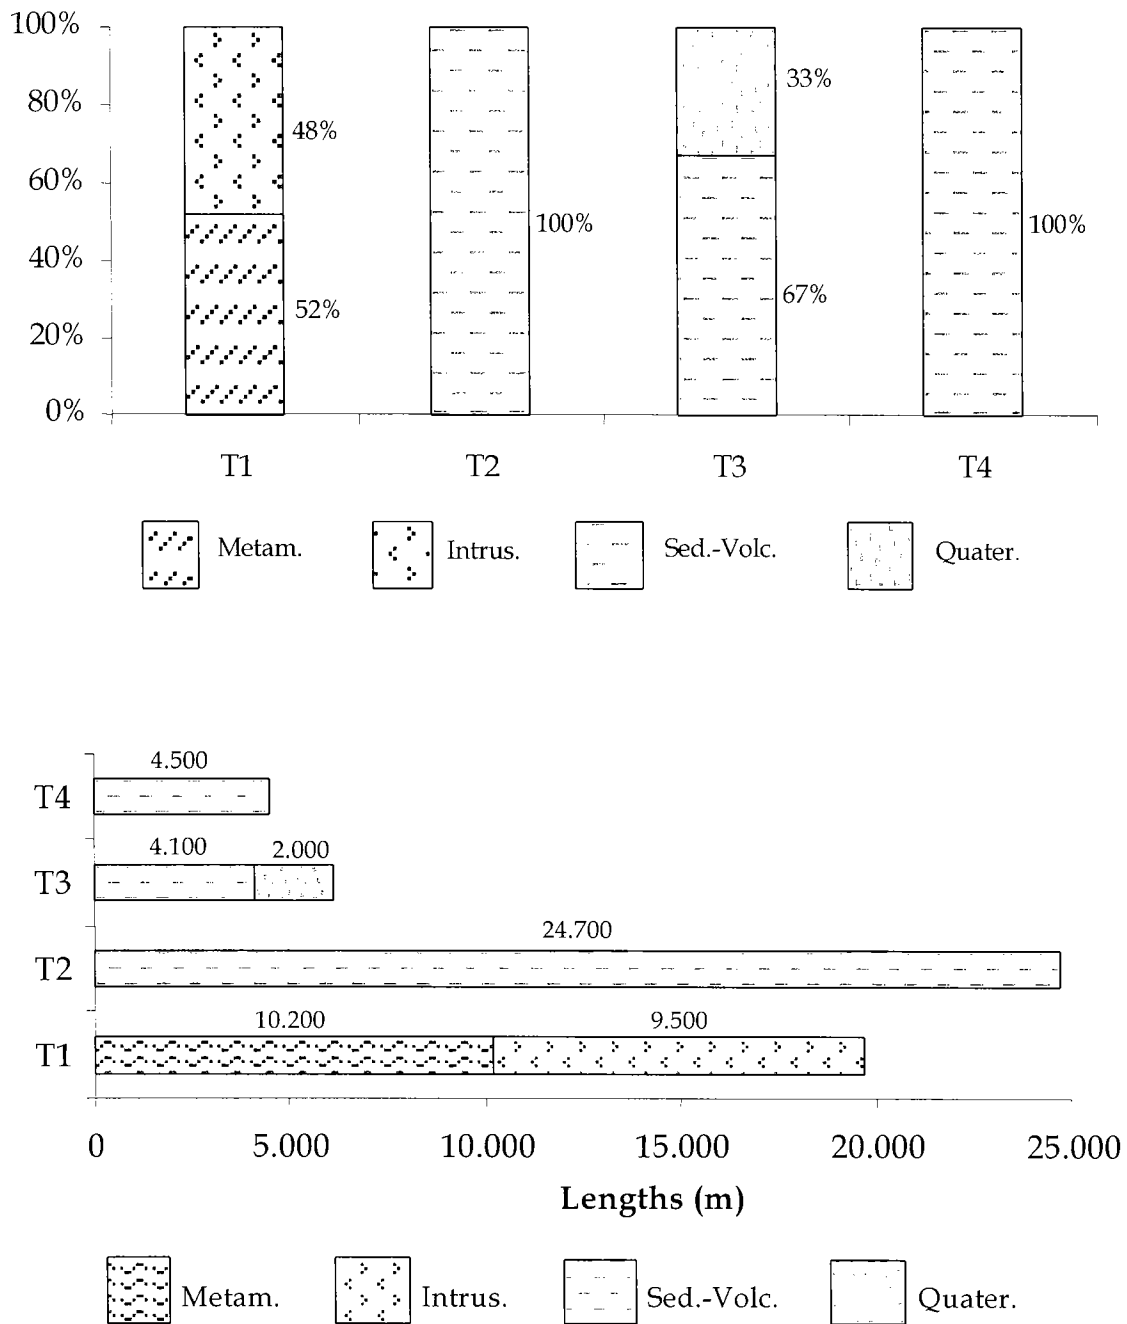 100%
33%
80%
48%
60%
100%
100%
40%
67%
52%
20%
0%
T1 T2 T3 T4
Metam. Intrus. Sed.-Volc. Quater.
4.500
T4
4.100 2.000
T3
24.700
T2
10.200 9.500
T1
0 5.000 10.000 15.000 20.000 25.000
Lengths (m)
Metam. Intrus. Sed.-Volc. Quater.